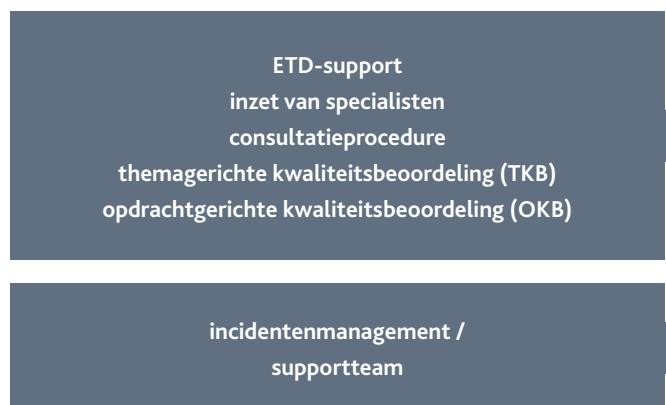 ETD-support
inzet van specialisten
consultatieprocedure
themagerichte kwaliteitsbeoordeling (TKB)
opdrachtgerichte kwaliteitsbeoordeling (OKB)
incidentenmanagement /
supportteam